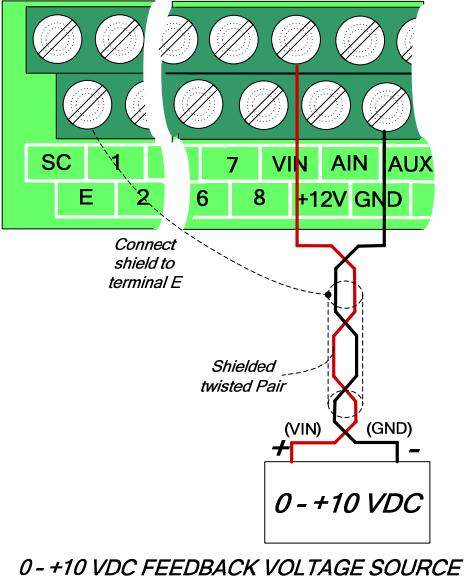 SC 1 7 VIN AIN AUX
E 2 6 8 +12V GND
Connect
shield to
terminal E
Shielded
twisted Pair
(VIN) (GND)
+ -
0 - +10 VDC
0 - +10 VDC FEEDBACK VOLTAGE SOURCE